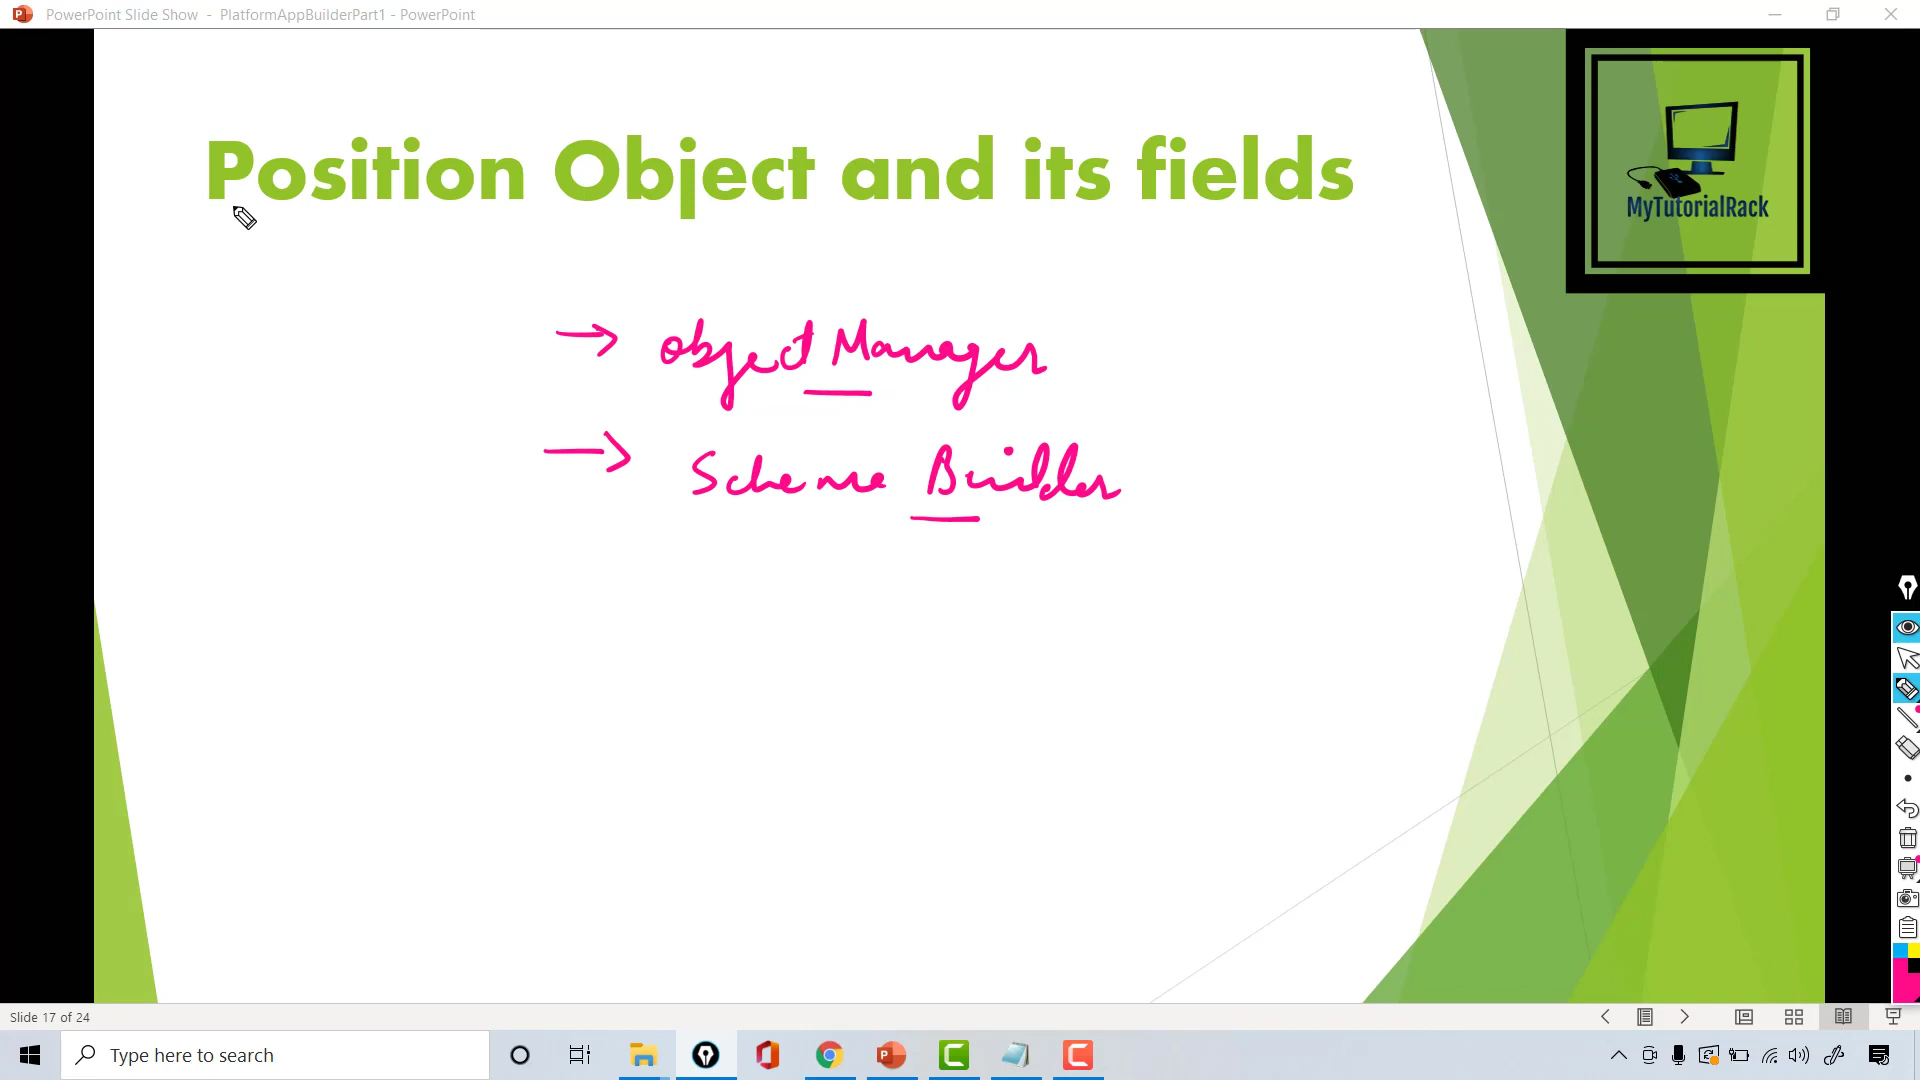 PowerPoint Slide Show - PlatformAppBuilderPart1 - PowerPoint
Position Object and its fields
MyTutorialRack
→ Object Manager
→ Schema Builder
Slide 17 of 24
Type here to search